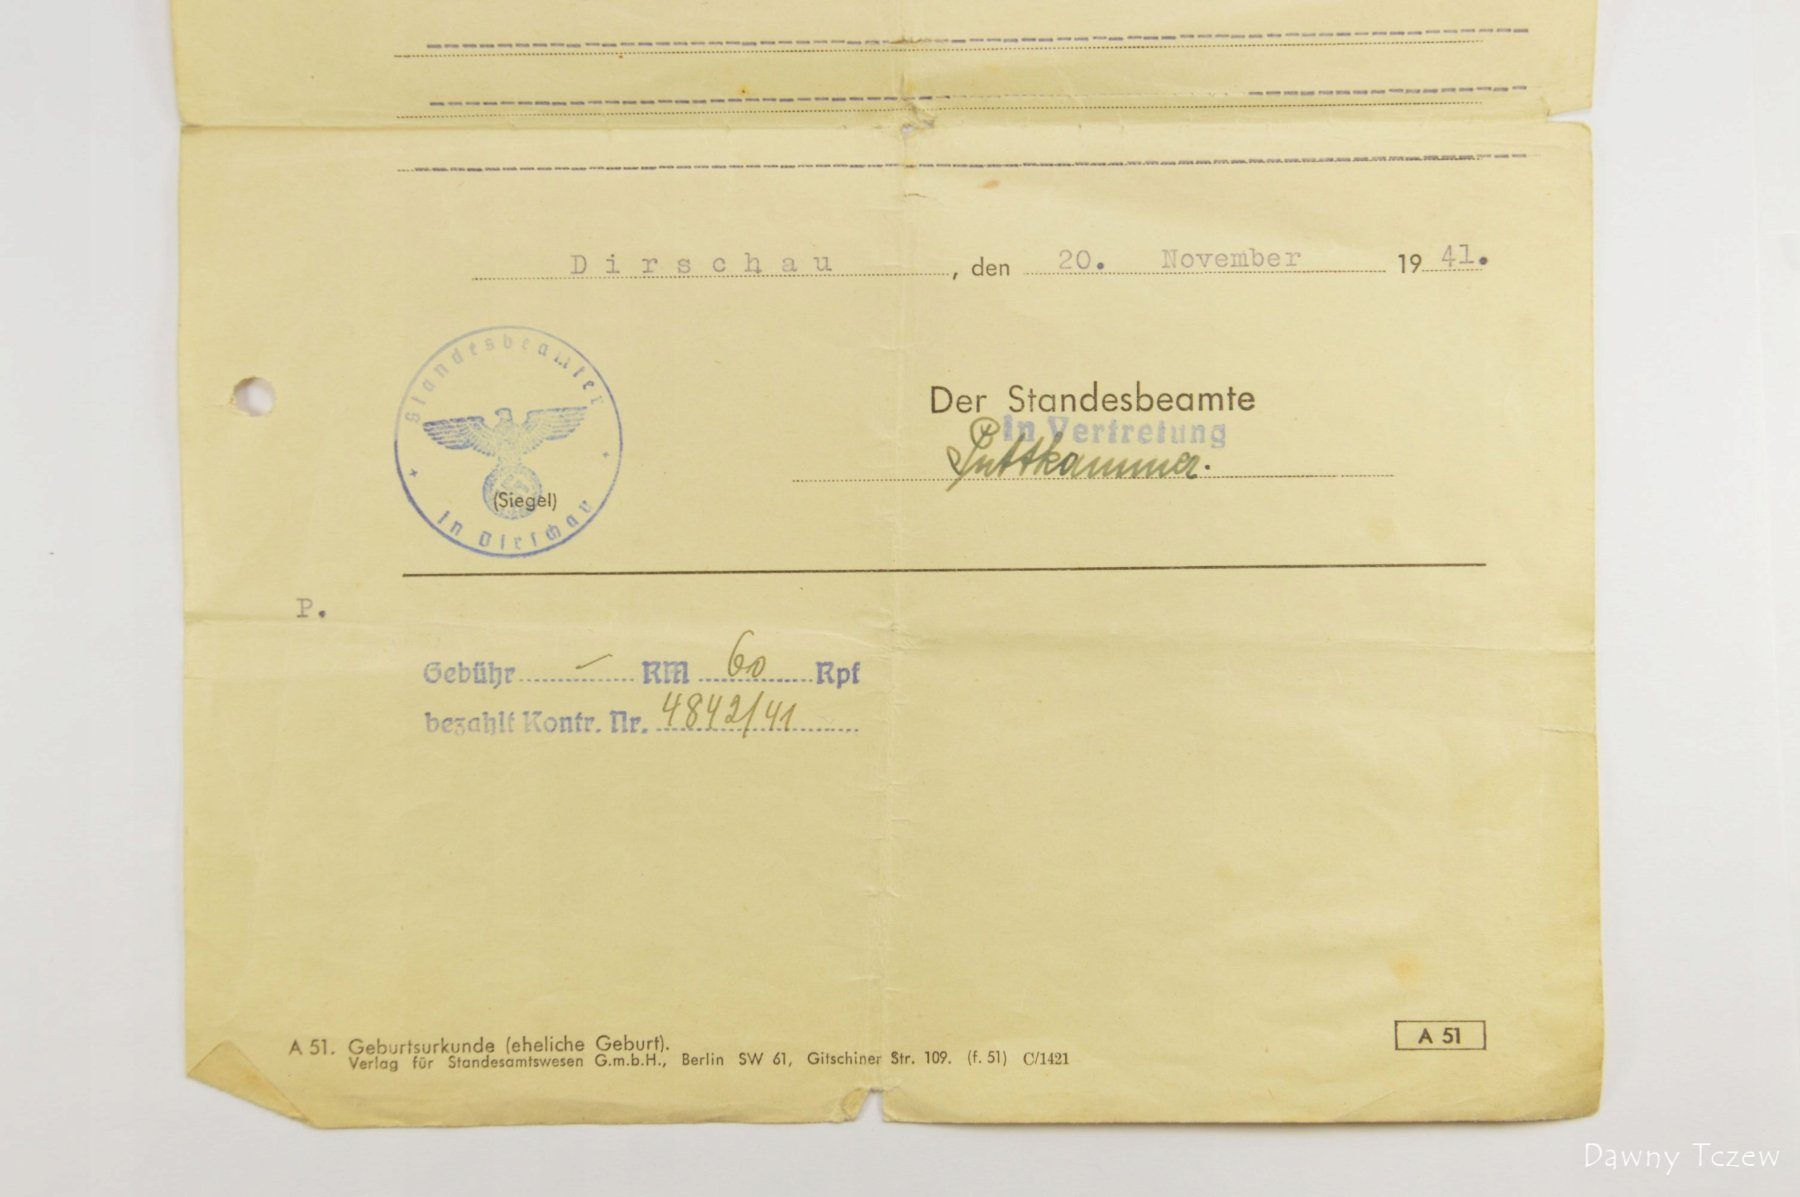 Dirschau, den 20. November 1941.
Standesbeamter
in Dirschau
(Siegel)
Der Standesbeamte
In Vertretung
Puttkammer.
P.
Gebühr — RM 60 Rpf
bezahlt Kontr. Nr. 4842/41
A 51. Geburtsurkunde (eheliche Geburt).
Verlag für Standesamtswesen G.m.b.H., Berlin SW 61, Gitschiner Str. 109. (f. 51) C/1421
A 51
Dawny Tczew